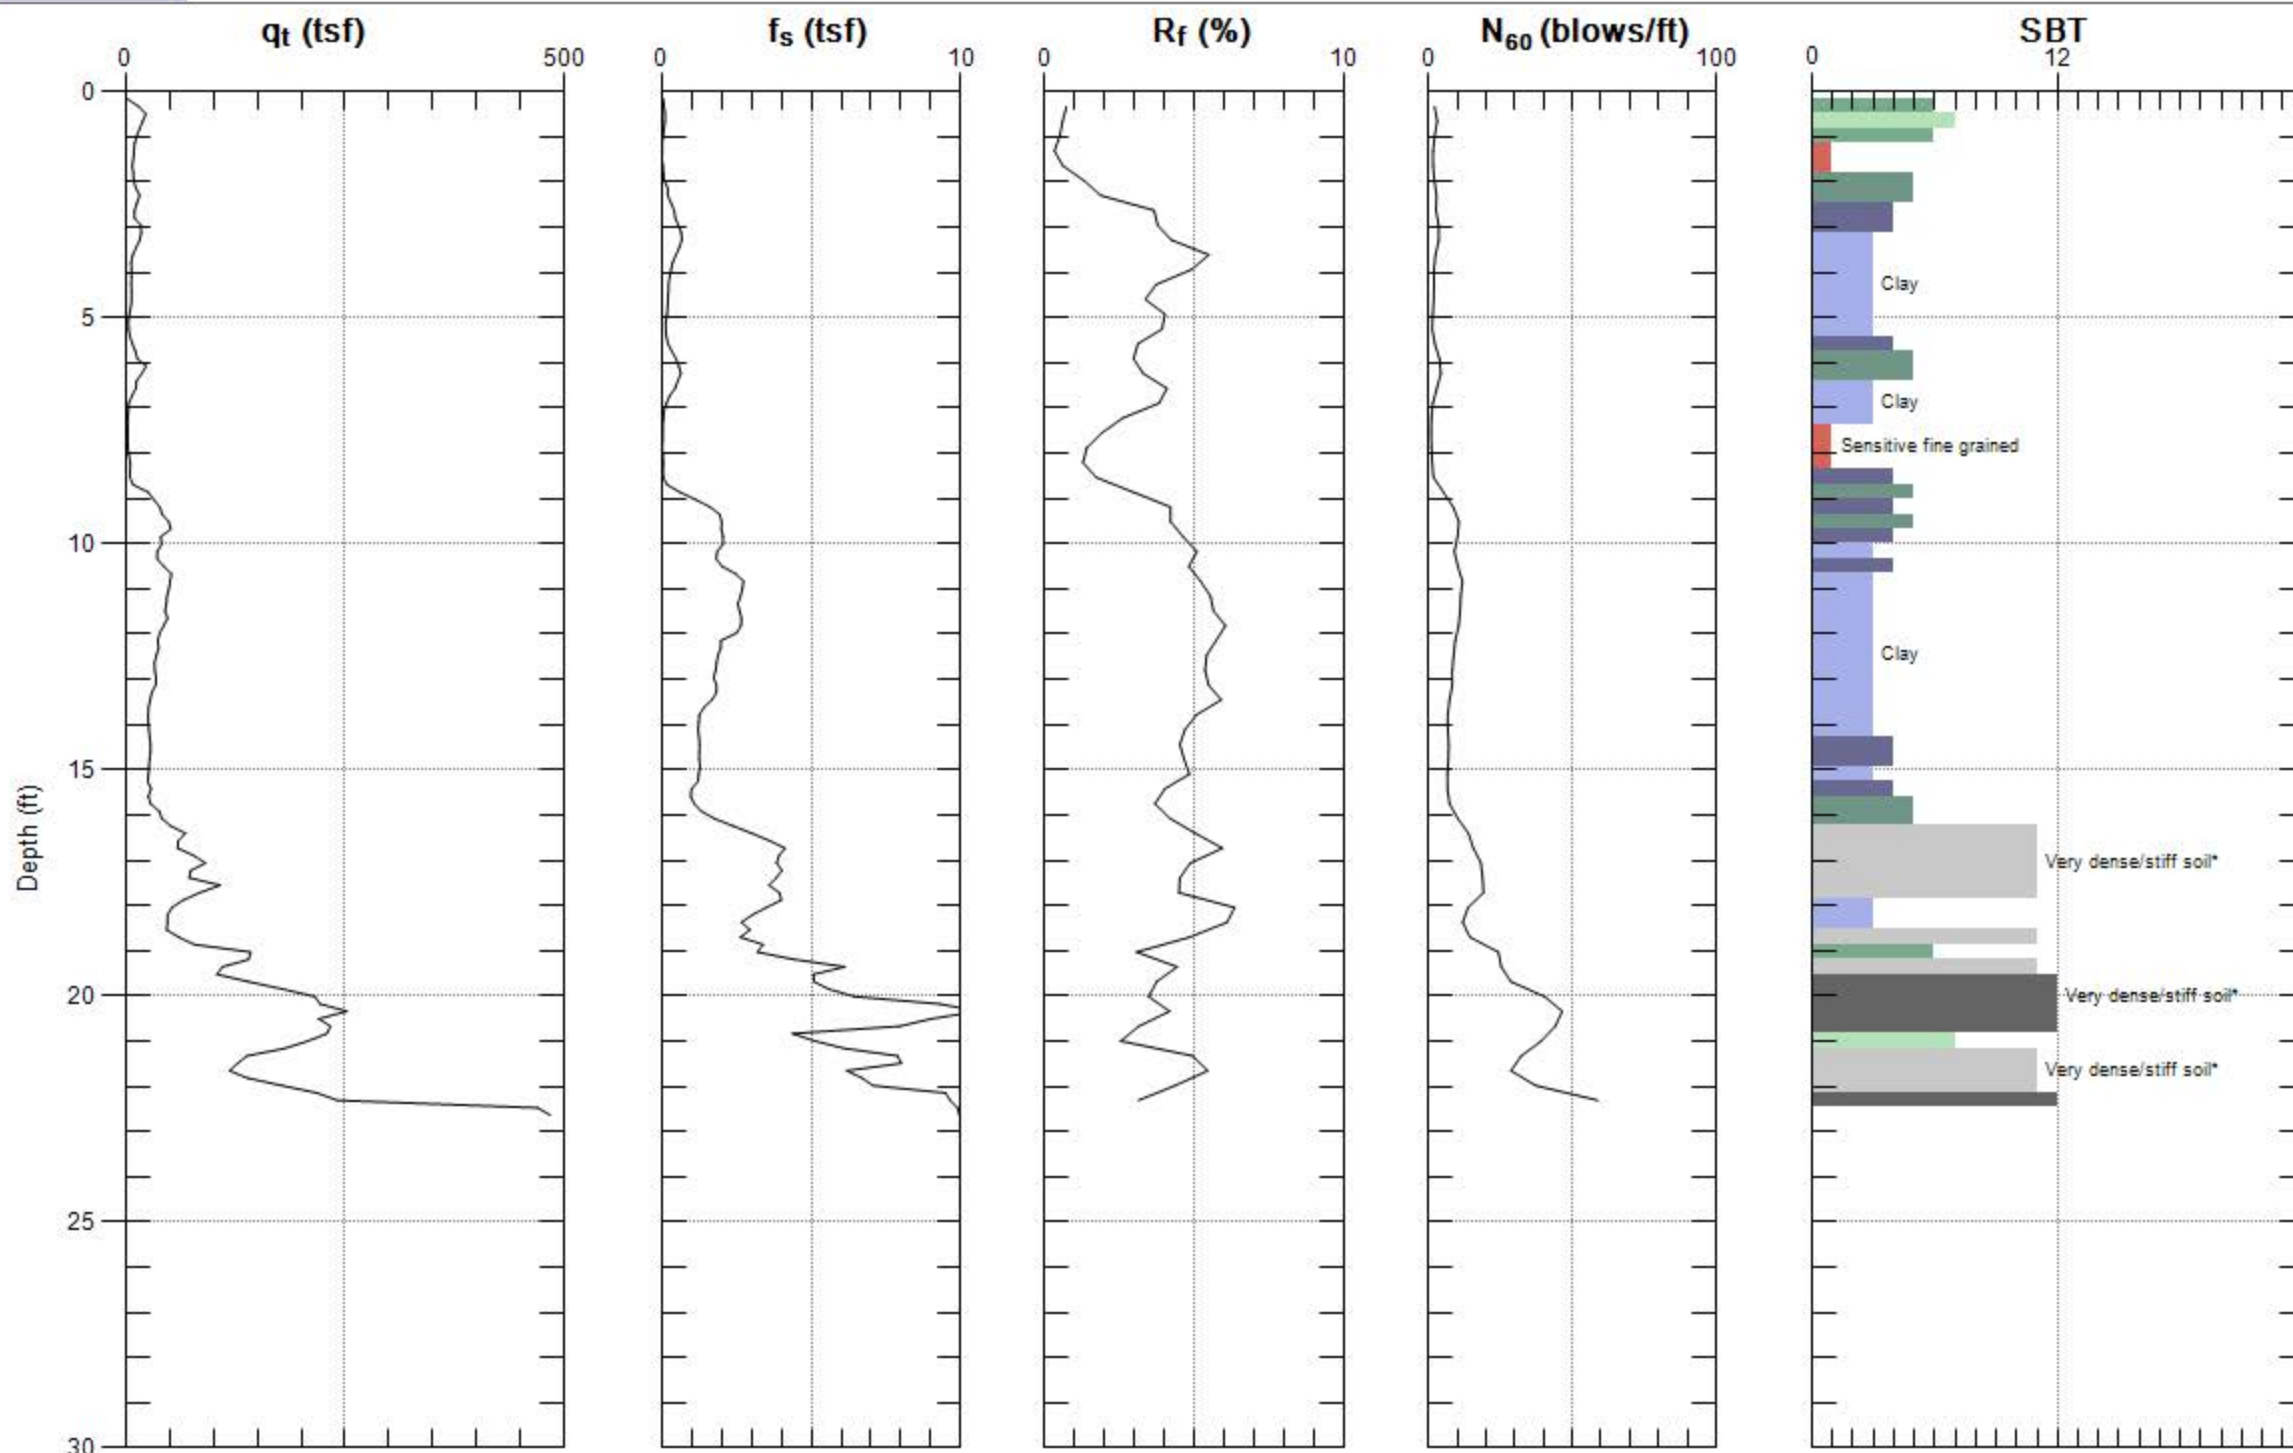 qt (tsf) fs (tsf) Rf (%) N60 (blows/ft) SBT
0 500 0 10 0 10 0 100 0 12
0
Clay
5
Clay
Sensitive fine grained
10
Clay
15
Depth (ft)
Very dense/stiff soil*
20
Very dense/stiff soil*
Very dense/stiff soil*
25
30